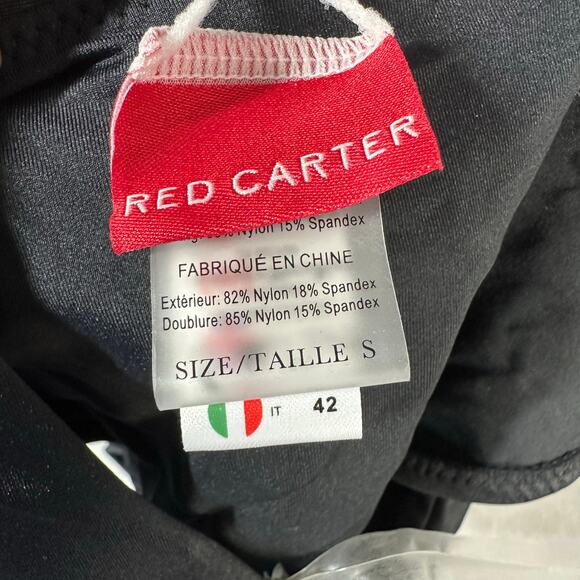 RED CARTER
Nylon 15% Spandex
FABRIQUÉ EN CHINE
Extérieur: 82% Nylon 18% Spandex
Doublure: 85% Nylon 15% Spandex
SIZE/TAILLE S
IT 42